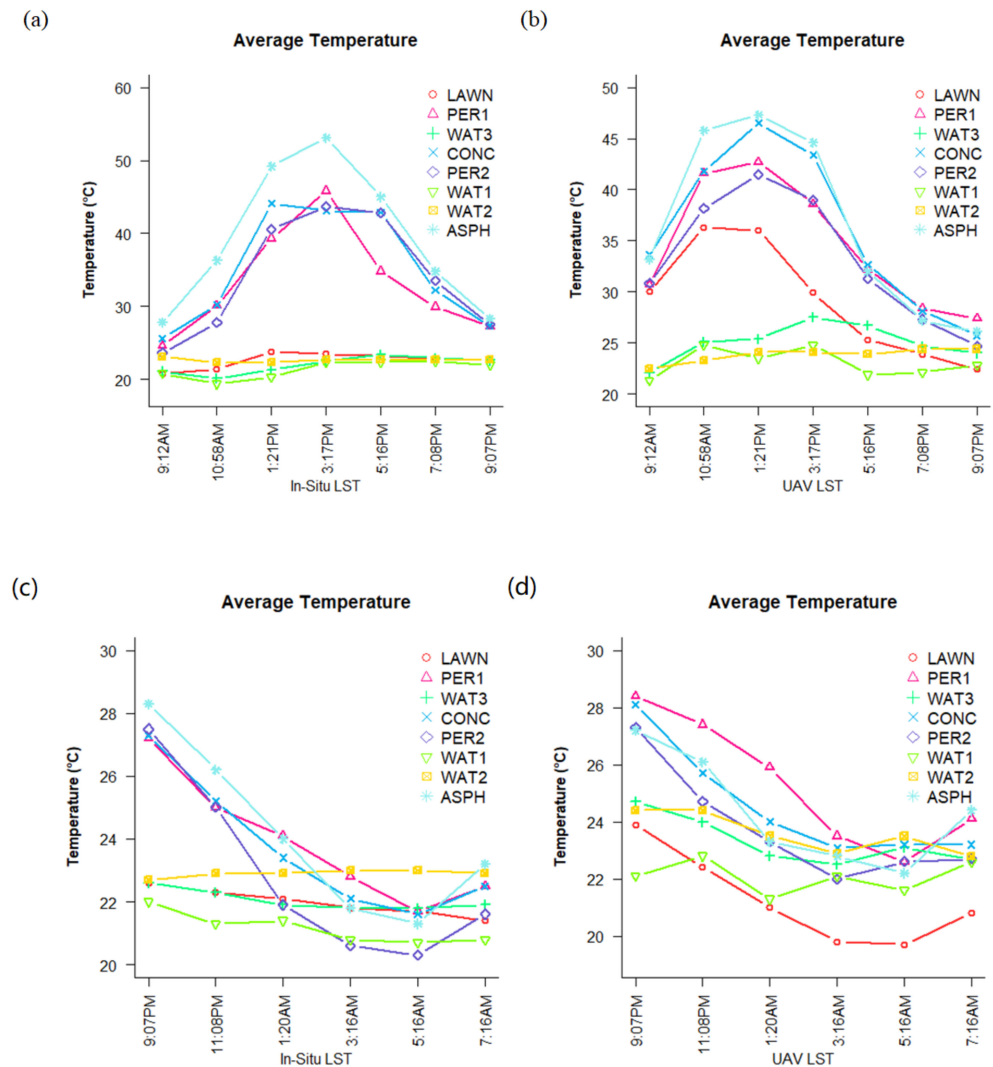 (a)
Average Temperature
Temperature (°C)
60
50
40
30
20
LAWN
PER1
WAT3
CONC
PER2
WAT1
WAT2
ASPH
9:12AM
10:58AM
1:21PM
3:17PM
5:16PM
7:08PM
9:07PM
In-Situ LST
(b)
Average Temperature
Temperature (°C)
50
45
40
35
30
25
20
LAWN
PER1
WAT3
CONC
PER2
WAT1
WAT2
ASPH
9:12AM
10:58AM
1:21PM
3:17PM
5:16PM
7:08PM
9:07PM
UAV LST
(c)
Average Temperature
Temperature (°C)
30
28
26
24
22
20
LAWN
PER1
WAT3
CONC
PER2
WAT1
WAT2
ASPH
9:07PM
11:08PM
1:20AM
3:16AM
5:16AM
7:16AM
In-Situ LST
(d)
Average Temperature
Temperature (°C)
30
28
26
24
22
20
LAWN
PER1
WAT3
CONC
PER2
WAT1
WAT2
ASPH
9:07PM
11:08PM
1:20AM
3:16AM
5:16AM
7:16AM
UAV LST